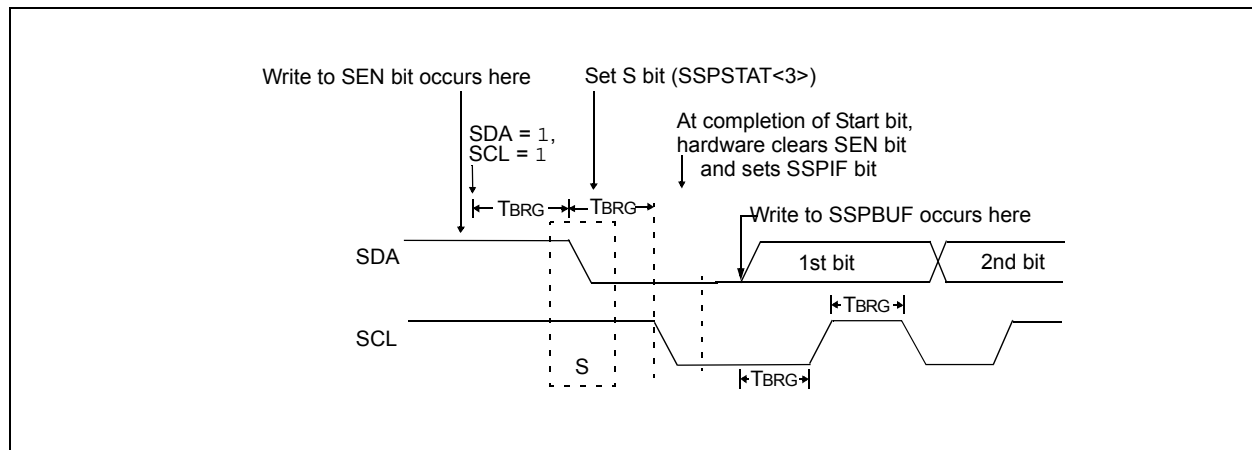 Write to SEN bit occurs here
Set S bit (SSPSTAT<3>)
SDA = 1,
SCL = 1
At completion of Start bit,
hardware clears SEN bit
and sets SSPIF bit
TBRG
TBRG
Write to SSPBUF occurs here
SDA
1st bit
2nd bit
TBRG
SCL
S
TBRG